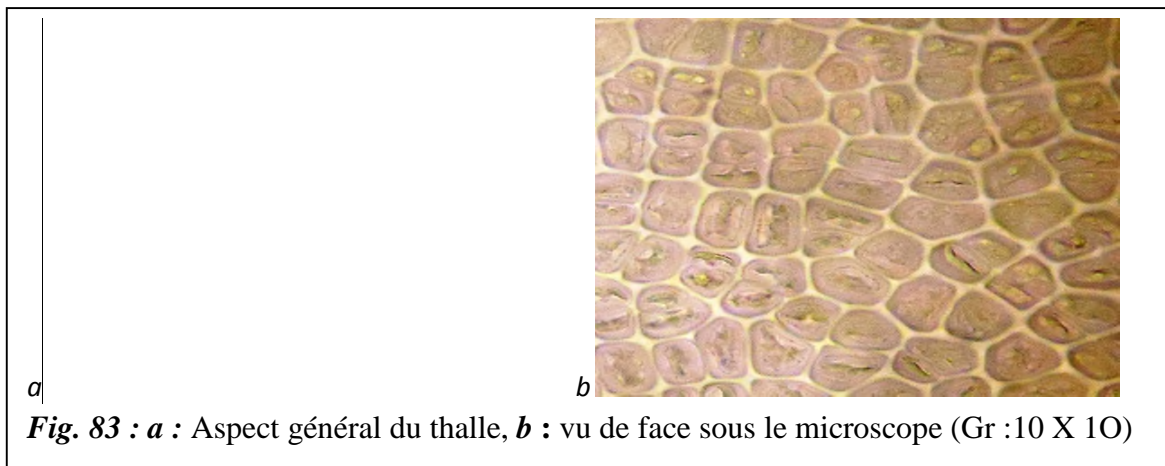 a b
Fig. 83 : a : Aspect général du thalle, b : vu de face sous le microscope (Gr :10 X 1O)